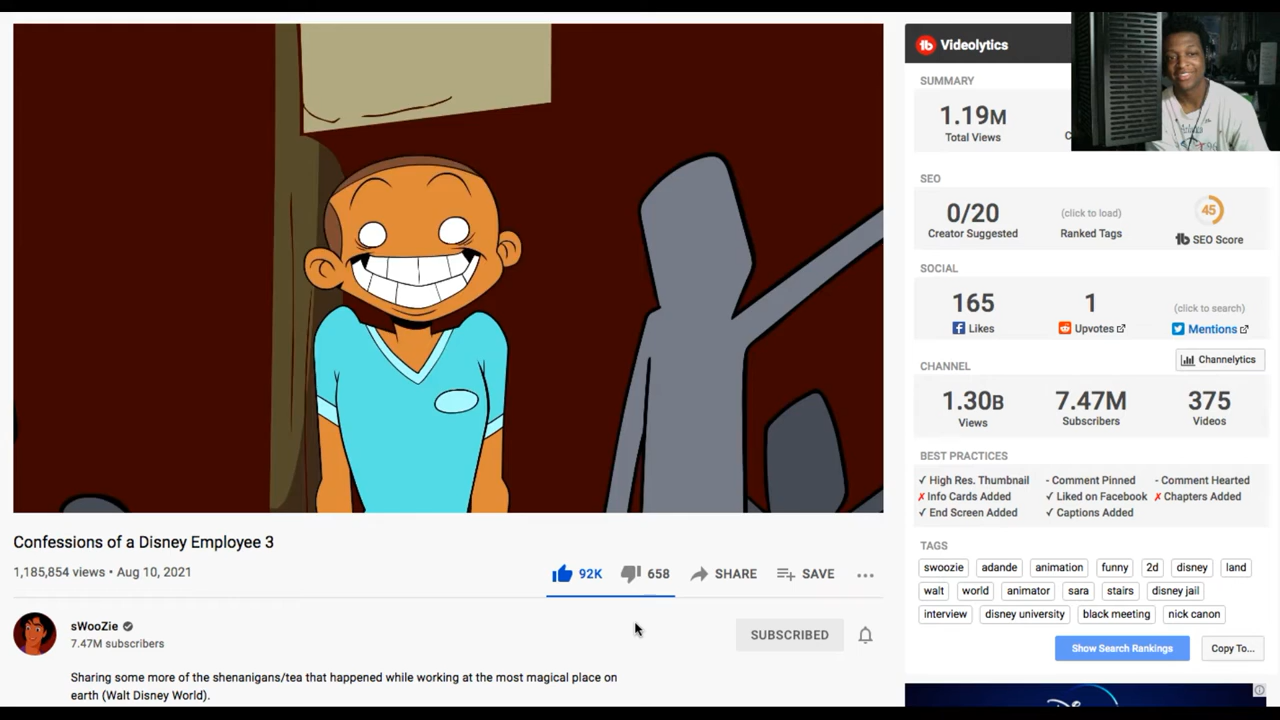 Videolytics
SUMMARY
1.19M
Total Views
SEO
0/20
Creator Suggested
(click to load)
Ranked Tags
45
SEO Score
SOCIAL
165
Likes
1
Upvotes
(click to search)
Mentions
Channelytics
CHANNEL
1.30B
Views
7.47M
Subscribers
375
Videos
BEST PRACTICES
✓ High Res. Thumbnail - Comment Pinned - Comment Hearted
✗ Info Cards Added ✓ Liked on Facebook ✗ Chapters Added
✓ End Screen Added ✓ Captions Added
TAGS
swoozie adande animation funny 2d disney land
walt world animator sara stairs disney jail
interview disney university black meeting nick canon
Show Search Rankings Copy To...
Confessions of a Disney Employee 3
1,185,854 views • Aug 10, 2021
92K 658 SHARE SAVE
sWooZie
7.47M subscribers
SUBSCRIBED
Sharing some more of the shenanigans/tea that happened while working at the most magical place on
earth (Walt Disney World).